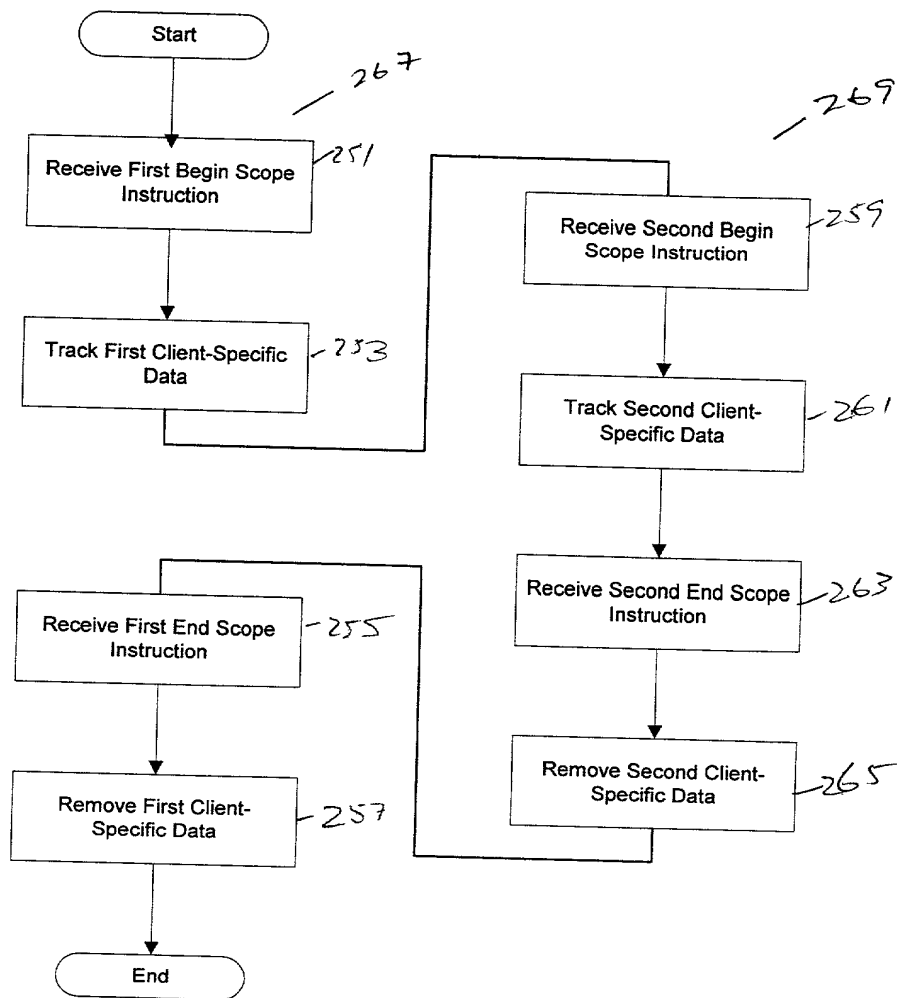 Start
267
Receive First Begin Scope
Instruction
251
Track First Client-Specific
Data
253
269
Receive Second Begin
Scope Instruction
259
Track Second Client-
Specific Data
261
Receive Second End Scope
Instruction
263
Remove Second Client-
Specific Data
265
Receive First End Scope
Instruction
255
Remove First Client-
Specific Data
257
End